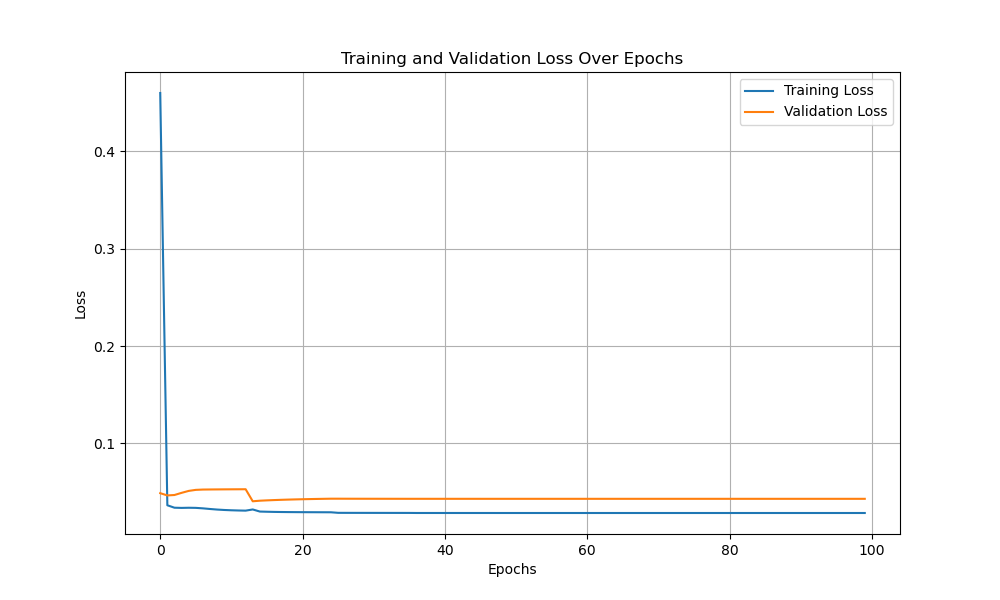 Training and Validation Loss Over Epochs
Training Loss
Validation Loss
0.4
0.3
0.2
0.1
Loss
0 20 40 60 80 100
Epochs